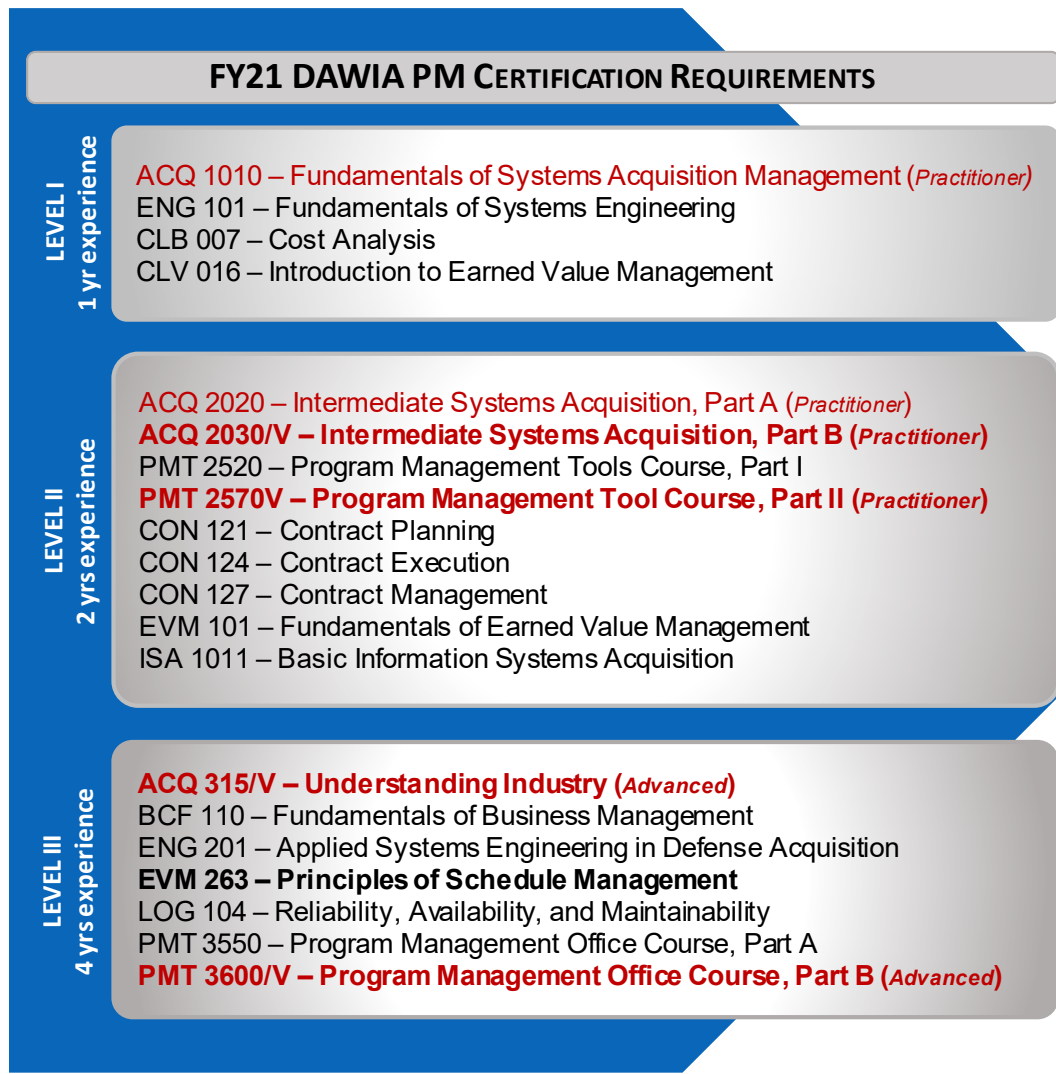 FY21 DAWIA PM CERTIFICATION REQUIREMENTS
LEVEL I
1 yr experience
ACQ 1010 – Fundamentals of Systems Acquisition Management (Practitioner)
ENG 101 – Fundamentals of Systems Engineering
CLB 007 – Cost Analysis
CLV 016 – Introduction to Earned Value Management
LEVEL II
2 yrs experience
ACQ 2020 – Intermediate Systems Acquisition, Part A (Practitioner)
ACQ 2030/V – Intermediate Systems Acquisition, Part B (Practitioner)
PMT 2520 – Program Management Tools Course, Part I
PMT 2570V – Program Management Tool Course, Part II (Practitioner)
CON 121 – Contract Planning
CON 124 – Contract Execution
CON 127 – Contract Management
EVM 101 – Fundamentals of Earned Value Management
ISA 1011 – Basic Information Systems Acquisition
LEVEL III
4 yrs experience
ACQ 315/V – Understanding Industry (Advanced)
BCF 110 – Fundamentals of Business Management
ENG 201 – Applied Systems Engineering in Defense Acquisition
EVM 263 – Principles of Schedule Management
LOG 104 – Reliability, Availability, and Maintainability
PMT 3550 – Program Management Office Course, Part A
PMT 3600/V – Program Management Office Course, Part B (Advanced)